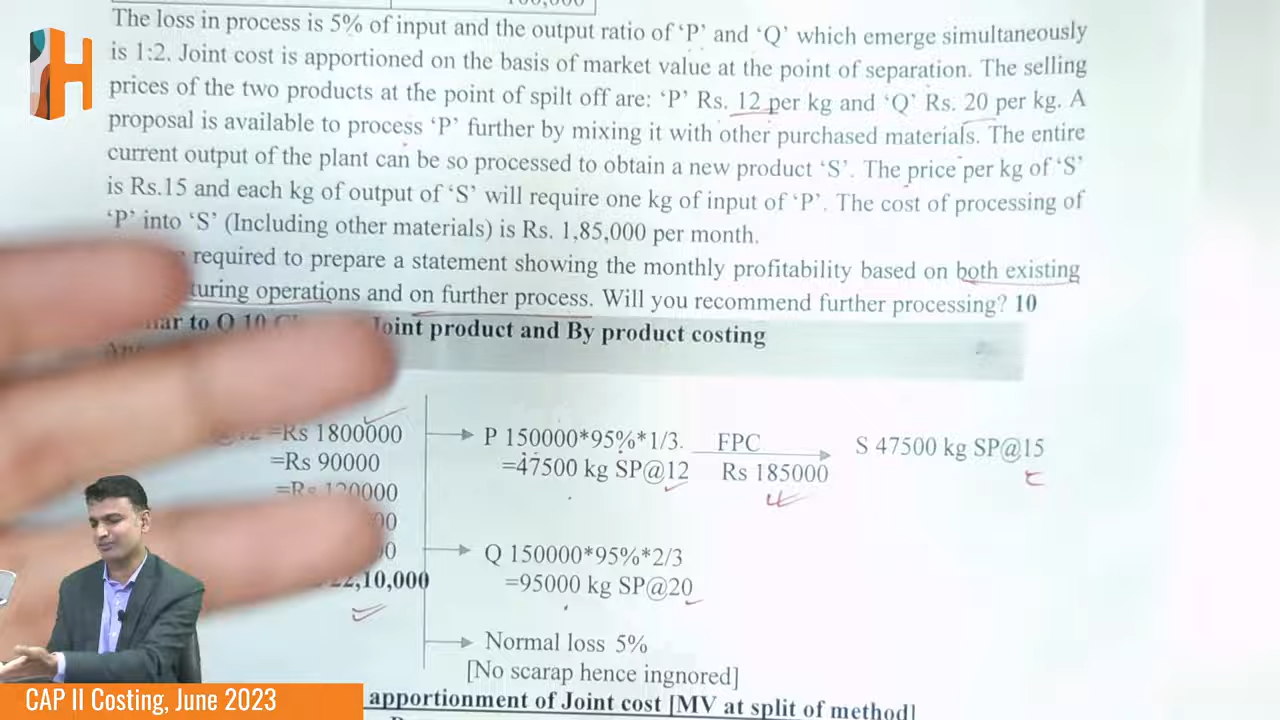 H
The loss in process is 5% of input and the output ratio of ‘P’ and ‘Q’ which emerge simultaneously
is 1:2. Joint cost is apportioned on the basis of market value at the point of separation. The selling
prices of the two products at the point of spilt off are: ‘P’ Rs. 12 per kg and ‘Q’ Rs. 20 per kg. A
proposal is available to process ‘P’ further by mixing it with other purchased materials. The entire
current output of the plant can be so processed to obtain a new product ‘S’. The price per kg of ‘S’
is Rs.15 and each kg of output of ‘S’ will require one kg of input of ‘P’. The cost of processing of
‘P’ into ‘S’ (Including other materials) is Rs. 1,85,000 per month.
required to prepare a statement showing the monthly profitability based on both existing
turing operations and on further process. Will you recommend further processing? 10
to Q 10 Joint product and By product costing
=Rs 1800000
=Rs 90000
P 150000*95%*1/3.
=47500 kg SP@12
FPC
Rs 185000
S 47500 kg SP@15
Q 150000*95%*2/3
=95000 kg SP@20
22,10,000
Normal loss 5%
[No scarap hence ingnored]
apportionment of Joint cost [MV at split of method]
CAP II Costing, June 2023